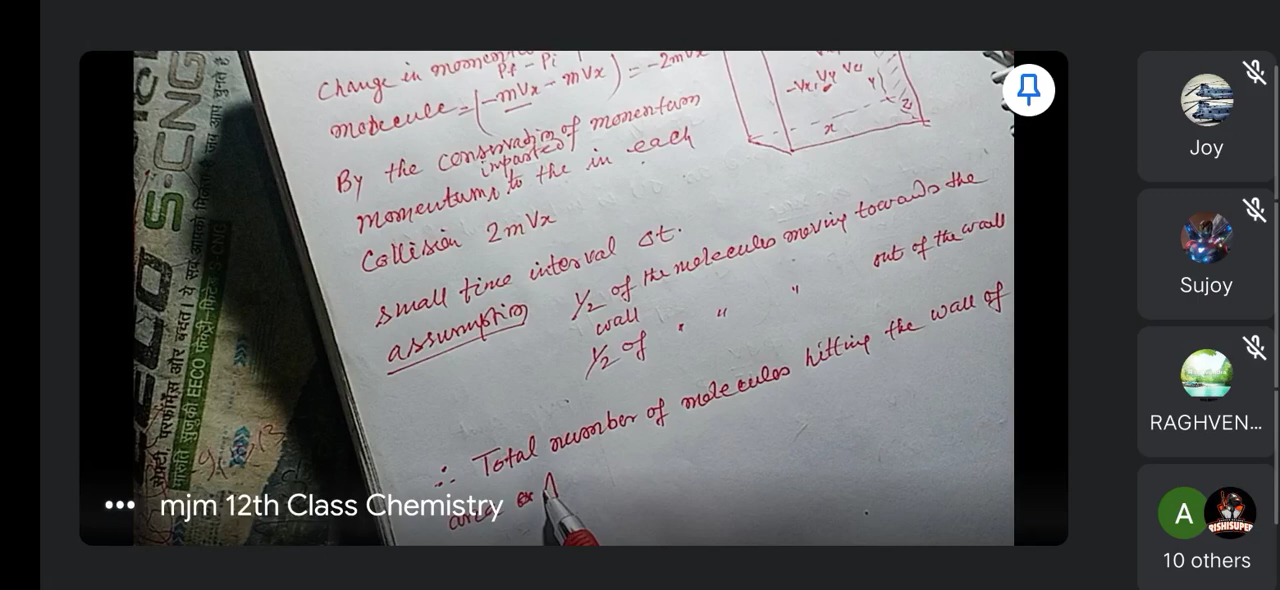 Change in moment
Pf - Pi
molecule = (-mVx - mVx) = -2mVx
By the conservation of momentum
imparted
momentum to the in each
Collision 2mVx
small time interval Δt.
assumption 1/2 of the molecules moving towards the
wall
1/2 of " " " out of the wall
∴ Total number of molecules hitting the wall of
area A
-Vx, Vy Vz
x
y
z
S-CNG
mjm 12th Class Chemistry
Joy
Sujoy
RAGHVEN...
A
RISHISUPER
10 others